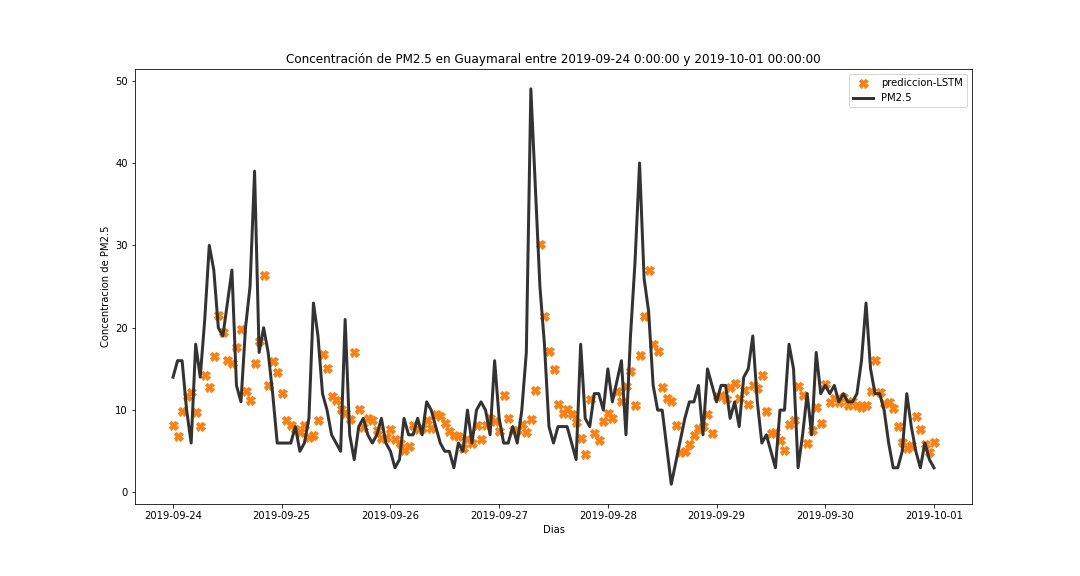 Concentración de PM2.5 en Guaymaral entre 2019-09-24 0:00:00 y 2019-10-01 00:00:00
prediccion-LSTM
PM2.5
Concentracion de PM2.5
50
40
30
20
10
0
2019-09-24 2019-09-25 2019-09-26 2019-09-27 2019-09-28 2019-09-29 2019-09-30 2019-10-01
Dias